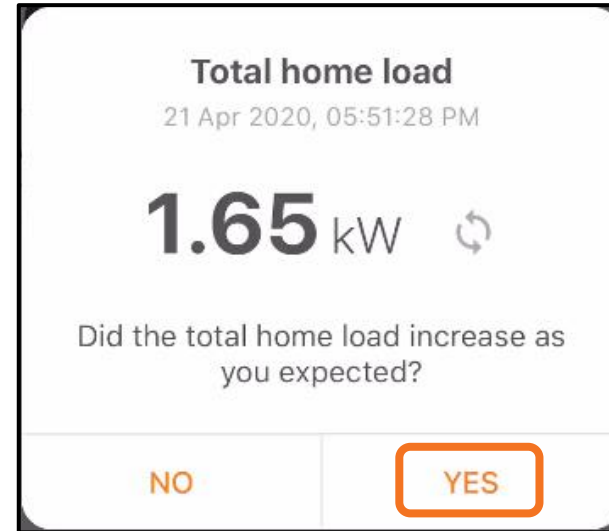 Total home load
21 Apr 2020, 05:51:28 PM
1.65 kW
Did the total home load increase as
you expected?
NO YES